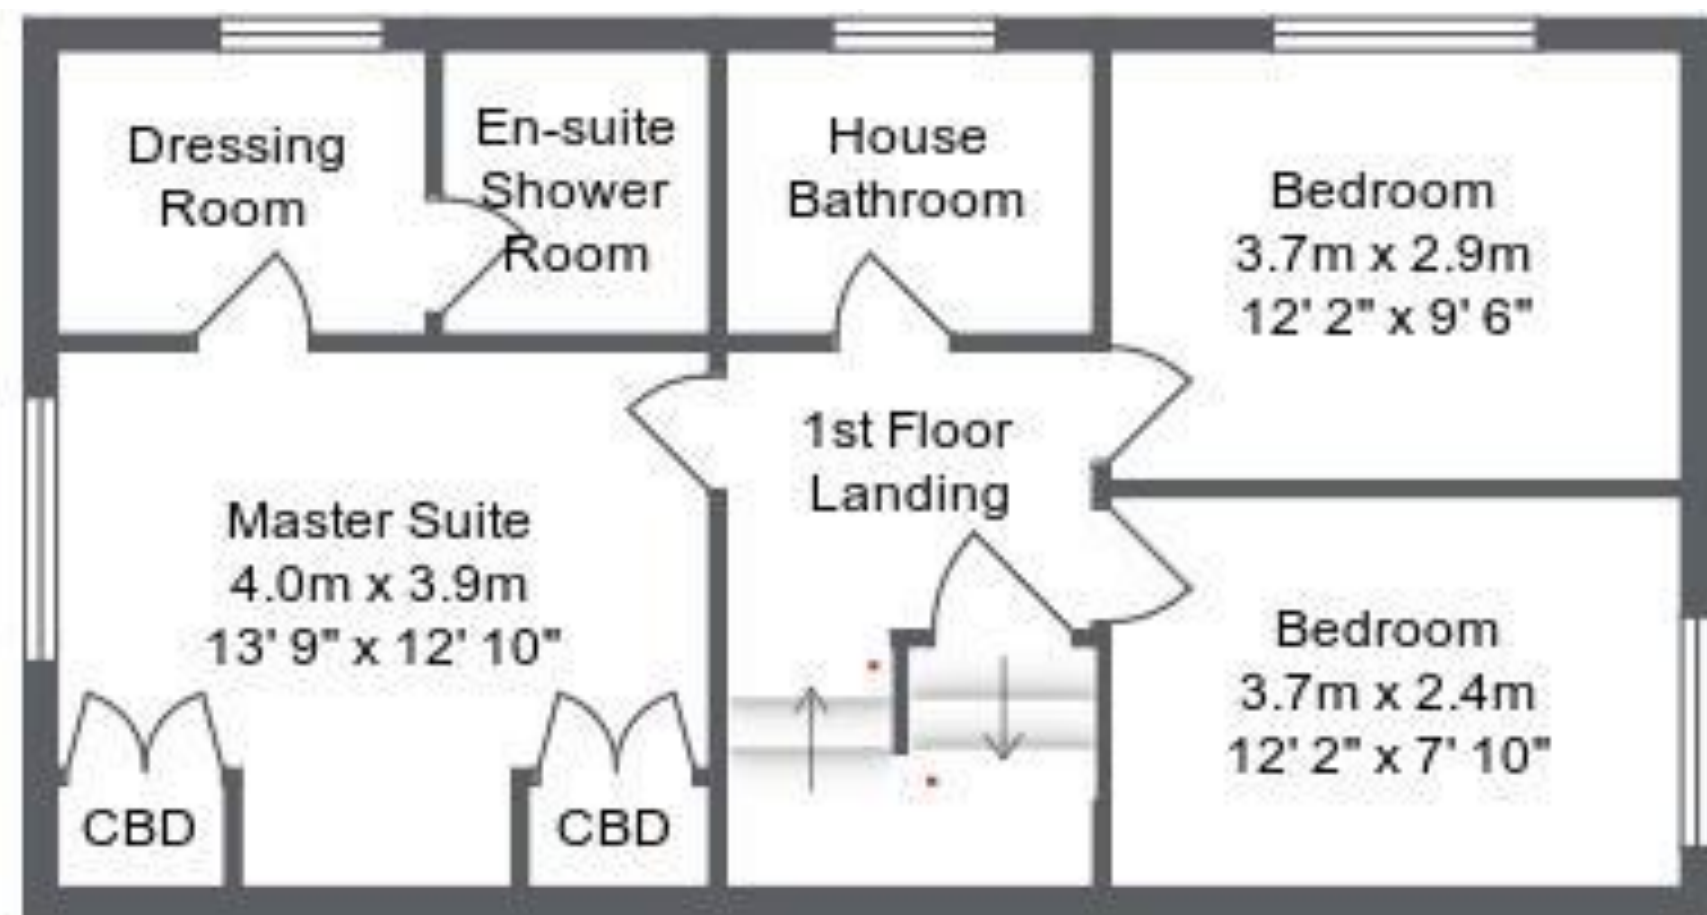 Dressing
Room
En-suite
Shower
Room
House
Bathroom
Bedroom
3.7m x 2.9m
12' 2" x 9' 6"
1st Floor
Landing
Master Suite
4.0m x 3.9m
13' 9" x 12' 10"
Bedroom
3.7m x 2.4m
12' 2" x 7' 10"
CBD
CBD